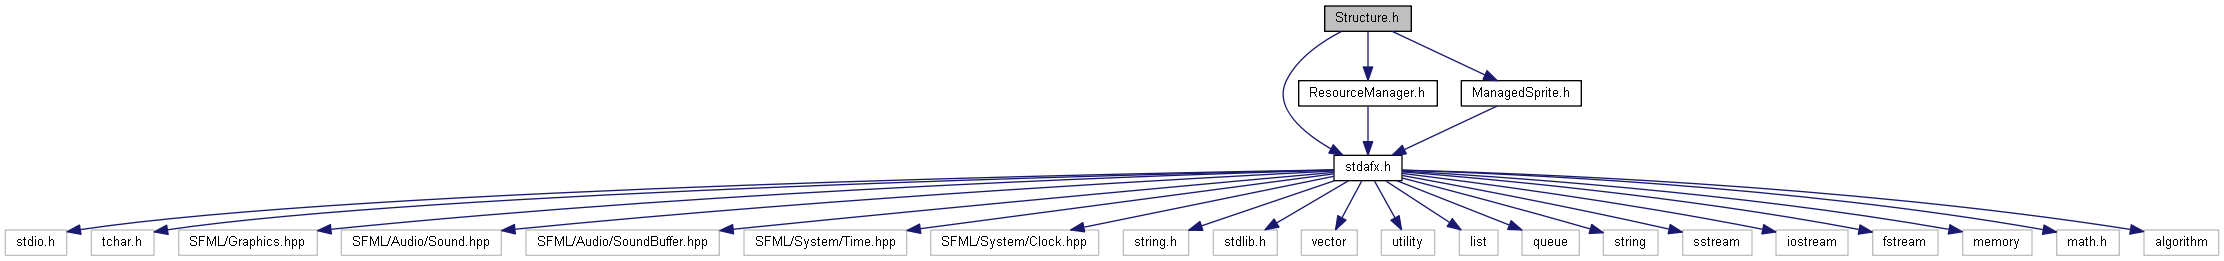 Structure.h
ResourceManager.h
ManagedSprite.h
stdafx.h
stdio.h
tchar.h
SFML/Graphics.hpp
SFML/Audio/Sound.hpp
SFML/Audio/SoundBuffer.hpp
SFML/System/Time.hpp
SFML/System/Clock.hpp
string.h
stdlib.h
vector
utility
list
queue
string
sstream
iostream
fstream
memory
math.h
algorithm